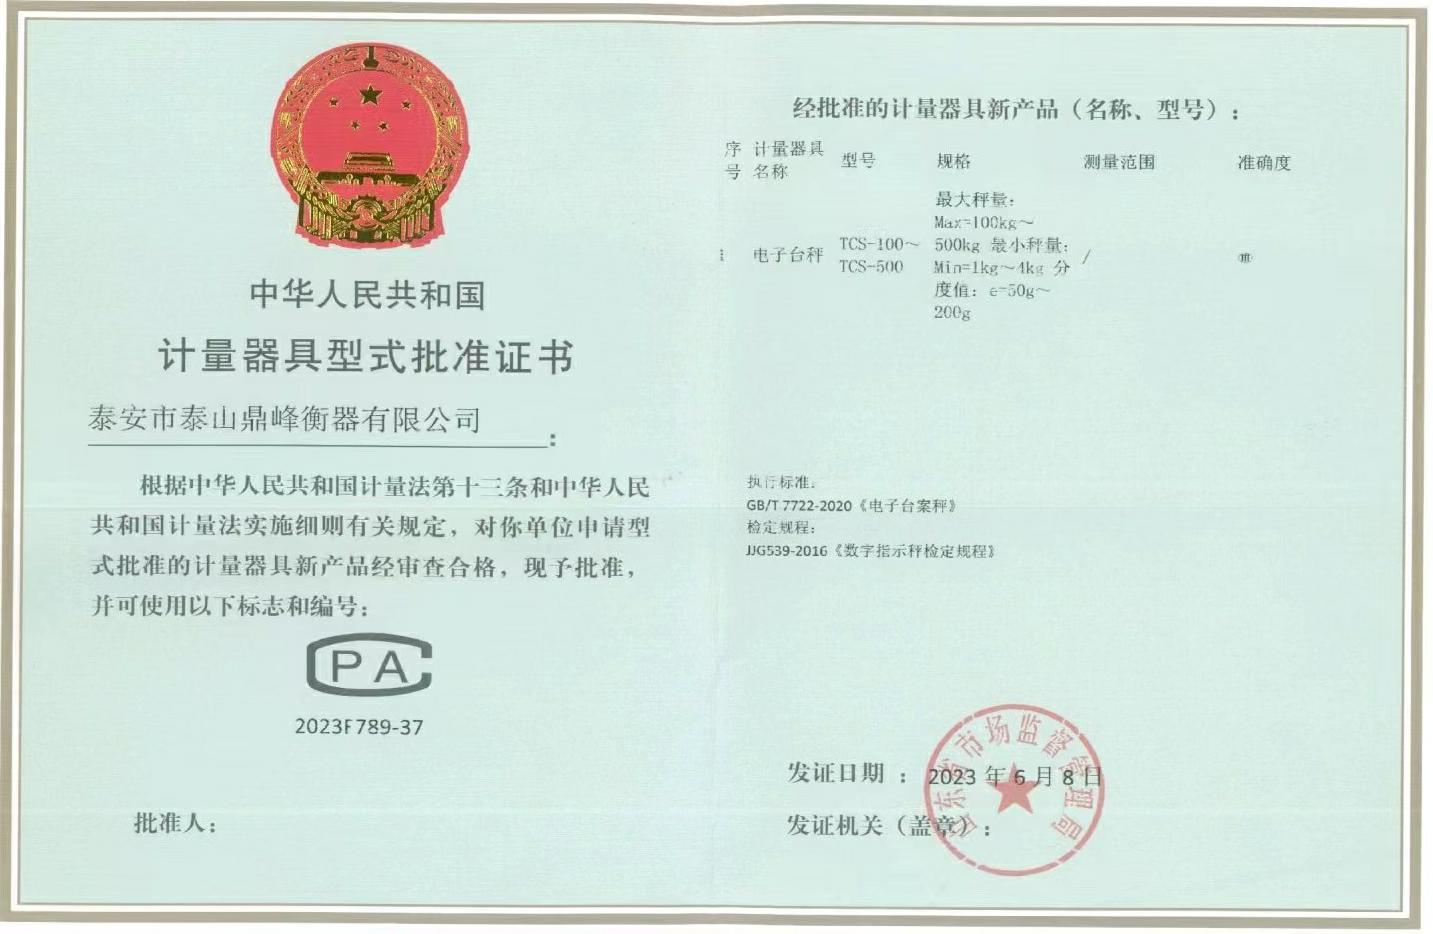 中华人民共和国
计量器具型式批准证书
泰安市泰山鼎峰衡器有限公司
:
根据中华人民共和国计量法第十三条和中华人民
共和国计量法实施细则有关规定，对你单位申请型
式批准的计量器具新产品经审查合格，现予批准，
并可使用以下标志和编号：
CPA
2023F789-37
批准人：
经批准的计量器具新产品（名称、型号）：
序号 计量器具名称 型号 规格 测量范围 准确度
最大秤量：
Max=100kg～
1 电子台秤 TCS-100～ 500kg 最小秤量： /
TCS-500 Min=1kg～4kg 分 Ⅲ
度值：e=50g～
200g
执行标准：
GB/T 7722-2020《电子台案秤》
检定规程：
JJG539-2016《数字指示秤检定规程》
发证日期 ：2023 年 6 月 8 日
发证机关（盖章）：
山东省市场监督管理局